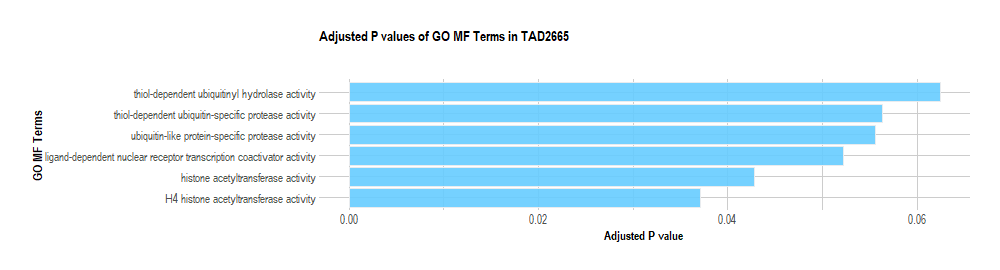 Adjusted P values of GO MF Terms in TAD2665
GO MF Terms
thiol-dependent ubiquitinyl hydrolase activity
thiol-dependent ubiquitin-specific protease activity
ubiquitin-like protein-specific protease activity
ligand-dependent nuclear receptor transcription coactivator activity
histone acetyltransferase activity
H4 histone acetyltransferase activity
0.00 0.02 0.04 0.06
Adjusted P value